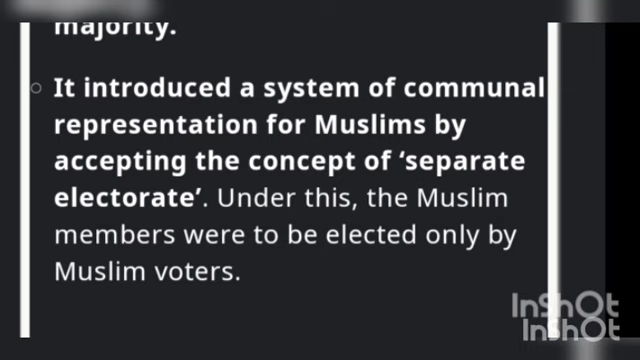 majority.
It introduced a system of communal
representation for Muslims by
accepting the concept of ‘separate
electorate’. Under this, the Muslim
members were to be elected only by
Muslim voters.
InShOt
InShOt